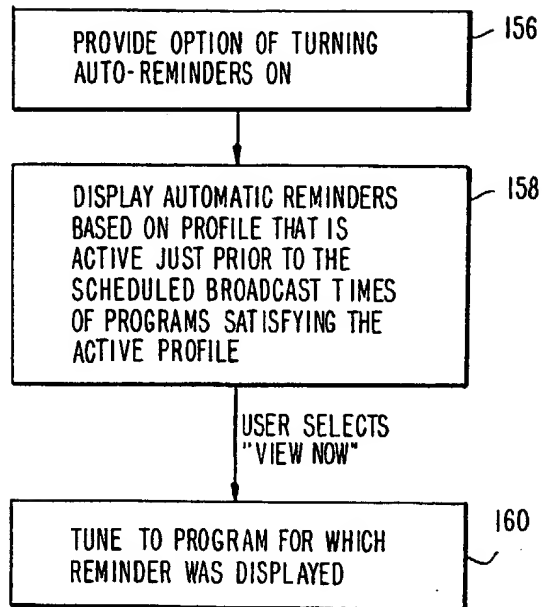 PROVIDE OPTION OF TURNING
AUTO-REMINDERS ON
156
DISPLAY AUTOMATIC REMINDERS
BASED ON PROFILE THAT IS
ACTIVE JUST PRIOR TO THE
SCHEDULED BROADCAST TIMES
OF PROGRAMS SATISFYING THE
ACTIVE PROFILE
158
USER SELECTS
"VIEW NOW"
TUNE TO PROGRAM FOR WHICH
REMINDER WAS DISPLAYED
160